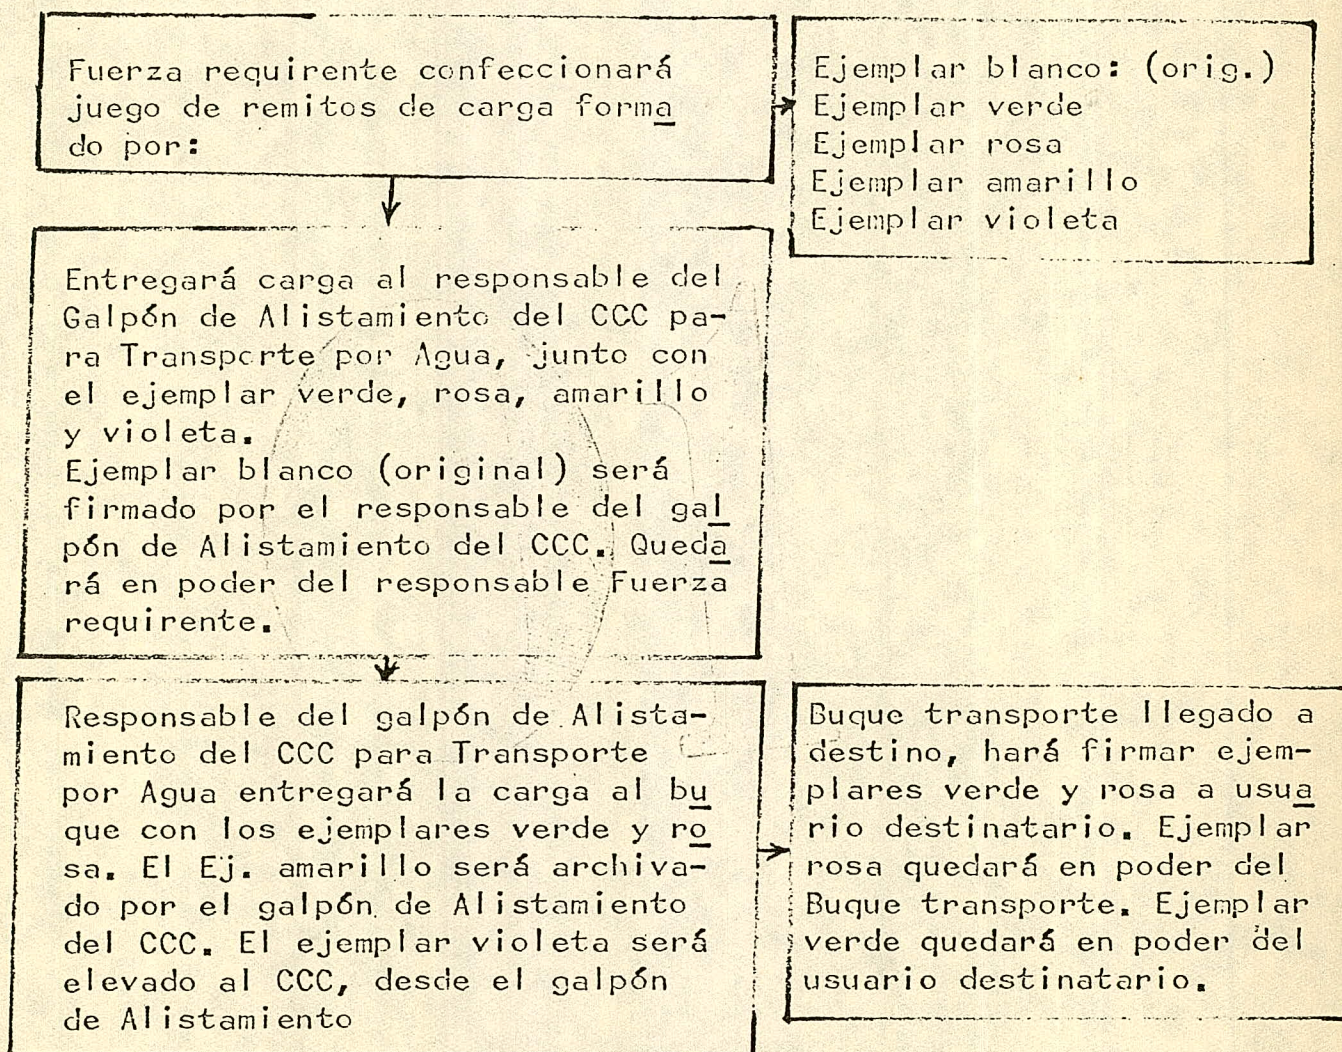 Fuerza requirente confeccionará
juego de remitos de carga forma
do por:
Ejemplar blanco: (orig.)
Ejemplar verde
Ejemplar rosa
Ejemplar amarillo
Ejemplar violeta
Entregará carga al responsable del
Galpón de Alistamiento del CCC pa-
ra Transporte por Agua, junto con
el ejemplar verde, rosa, amarillo
y violeta.
Ejemplar blanco (original) será
firmado por el responsable del gal
pón de Alistamiento del CCC. Queda
rá en poder del responsable Fuerza
requirente.
Responsable del galpón de Alista-
miento del CCC para Transporte
por Agua entregará la carga al bu
que con los ejemplares verde y ro
sa. El Ej. amarillo será archiva-
do por el galpón de Alistamiento
del CCC. El ejemplar violeta será
elevado al CCC, desde el galpón
de Alistamiento
Buque transporte llegado a
destino, hará firmar ejem-
plares verde y rosa a usua
rio destinatario. Ejemplar
rosa quedará en poder del
Buque transporte. Ejemplar
verde quedará en poder del
usuario destinatario.